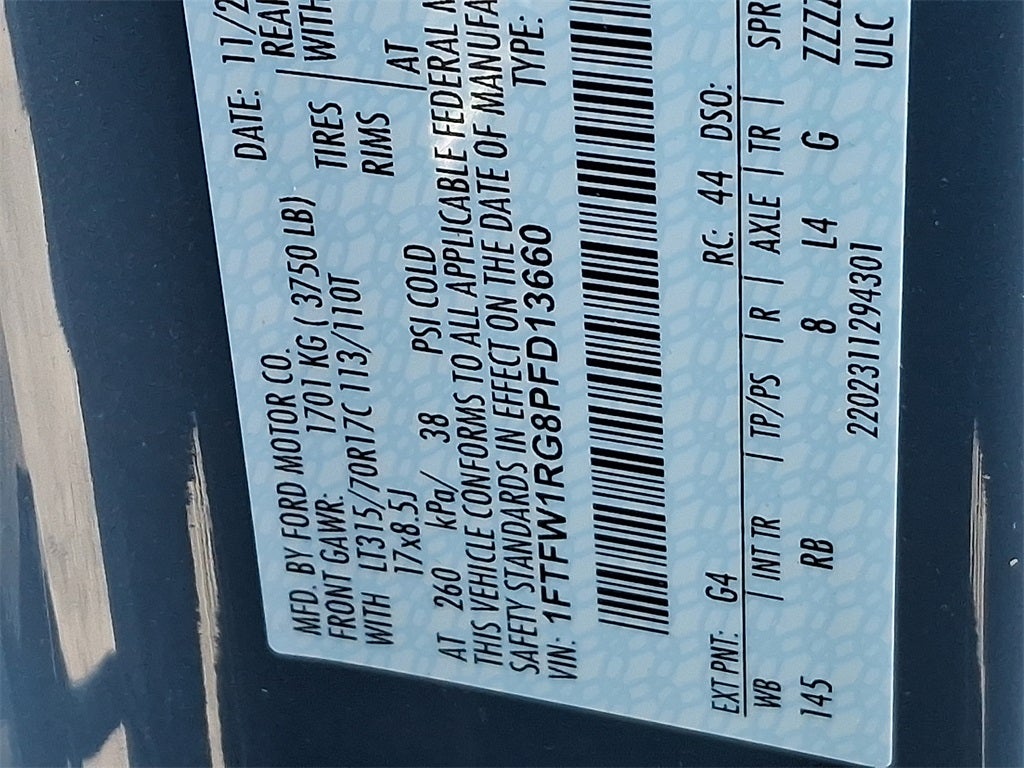 MFD. BY FORD MOTOR CO. DATE: 11/2
FRONT GAWR: 1701 KG ( 3750 LB)
WITH LT315/70R17C 113/110T TIRES
17x8.5J RIMS
AT 260 kPa/ 38 PSI COLD AT
THIS VEHICLE CONFORMS TO ALL APPLICABLE FEDERAL
SAFETY STANDARDS IN EFFECT ON THE DATE OF MANUFA
VIN: 1FTFW1RG8PFD13660 TYPE:
EXT PNT: G4 RC: 44 DSO:
WB | INT TR | TP/PS | R | AXLE | TR | SPR
145 RB 8 L4 G ZZZZ
220231129430I ULC